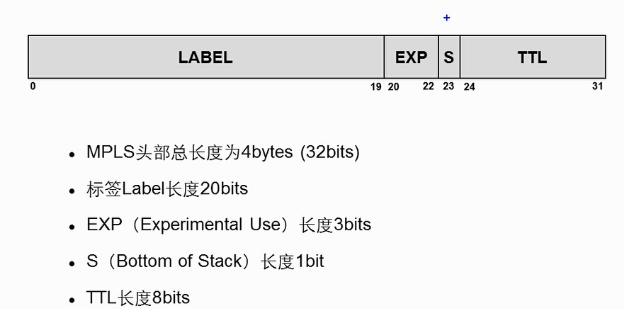 LABEL EXP S TTL
0 19 20 22 23 24 31
• MPLS头部总长度为4bytes (32bits)
• 标签Label长度20bits
• EXP（Experimental Use）长度3bits
• S（Bottom of Stack）长度1bit
• TTL长度8bits